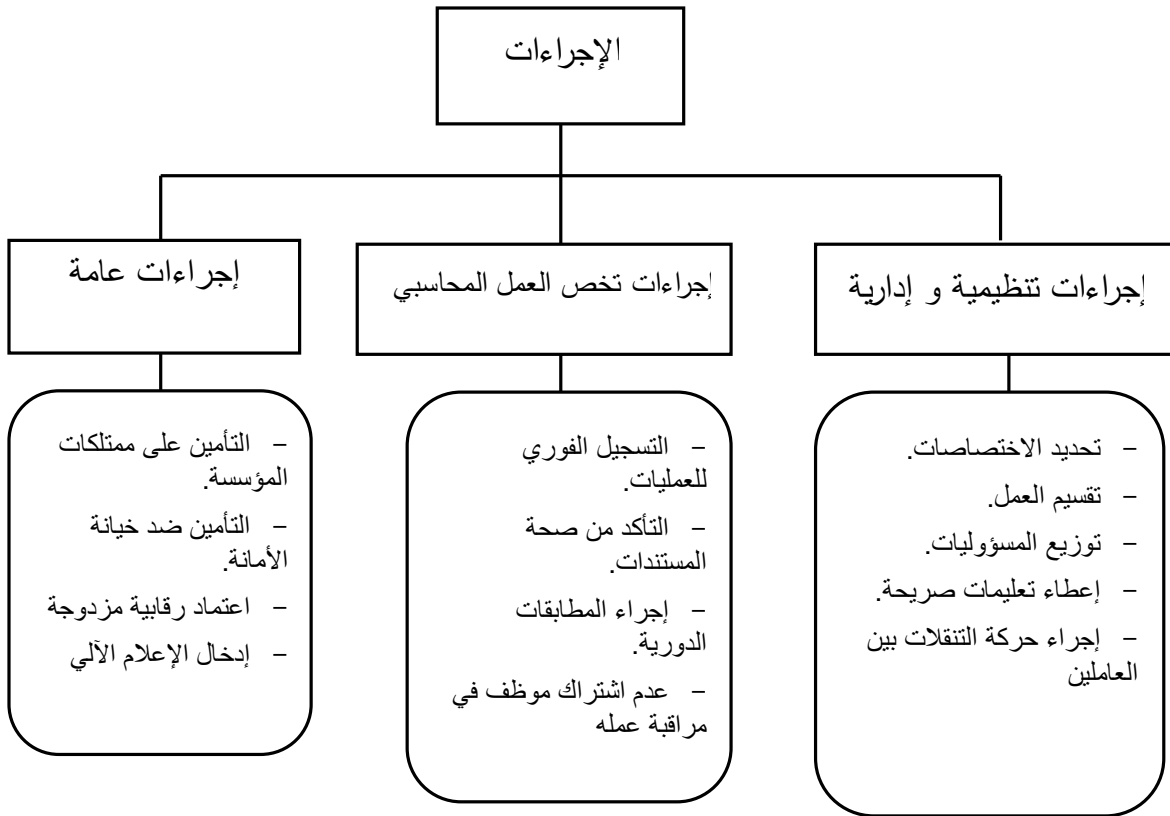 الإجراءات
إجراءات تنظيمية و إدارية
إجراءات تخص العمل المحاسبي
إجراءات عامة
– تحديد الاختصاصات.
– تقسيم العمل.
– توزيع المسؤوليات.
– إعطاء تعليمات صريحة.
– إجراء حركة التنقلات بين
العاملين
– التسجيل الفوري
للعمليات.
– التأكد من صحة
المستندات.
– إجراء المطابقات
الدورية.
– عدم اشتراك موظف في
مراقبة عمله
– التأمين على ممتلكات
المؤسسة.
– التأمين ضد خيانة
الأمانة.
– اعتماد رقابية مزدوجة
– إدخال الإعلام الآلي